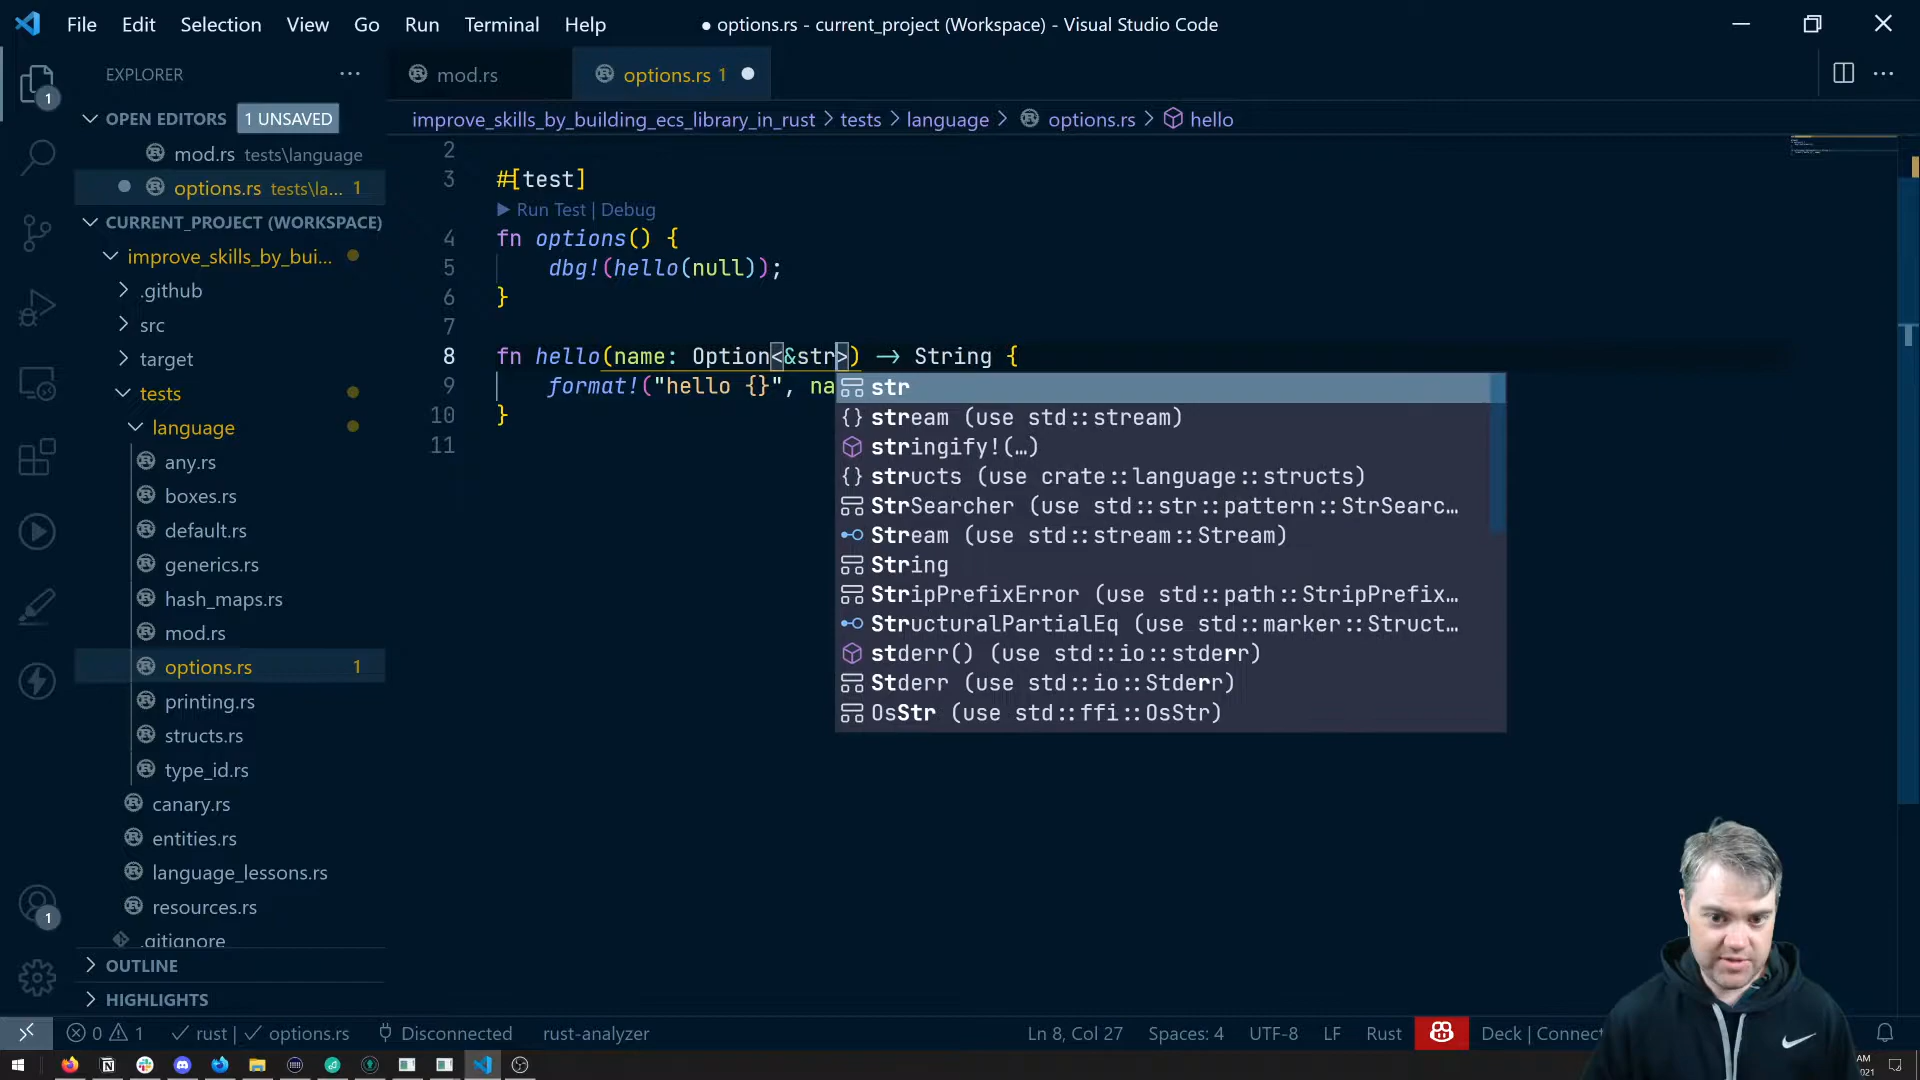 File Edit Selection View Go Run Terminal Help
● options.rs - current_project (Workspace) - Visual Studio Code
EXPLORER
OPEN EDITORS 1 UNSAVED
mod.rs tests\language
options.rs tests\la... 1
CURRENT_PROJECT (WORKSPACE)
improve_skills_by_bui...
.github
src
target
tests
language
any.rs
boxes.rs
default.rs
generics.rs
hash_maps.rs
mod.rs
options.rs 1
printing.rs
structs.rs
type_id.rs
canary.rs
entities.rs
language_lessons.rs
resources.rs
.gitignore
OUTLINE
HIGHLIGHTS
1
1
mod.rs
options.rs 1
improve_skills_by_building_ecs_library_in_rust > tests > language > options.rs > hello
2
3 #[test]
Run Test | Debug
4 fn options() {
5 dbg!(hello(null));
6 }
7
8 fn hello(name: Option<&str>) -> String {
9 format!("hello {}", na
10 }
11
str
stream (use std::stream)
stringify!(…)
structs (use crate::language::structs)
StrSearcher (use std::str::pattern::StrSearc…
Stream (use std::stream::Stream)
String
StripPrefixError (use std::path::StripPrefix…
StructuralPartialEq (use std::marker::Struct…
stderr() (use std::io::stderr)
Stderr (use std::io::Stderr)
OsStr (use std::ffi::OsStr)
0 1 rust | options.rs Disconnected rust-analyzer
Ln 8, Col 27 Spaces: 4 UTF-8 LF Rust Deck | Connect
AM